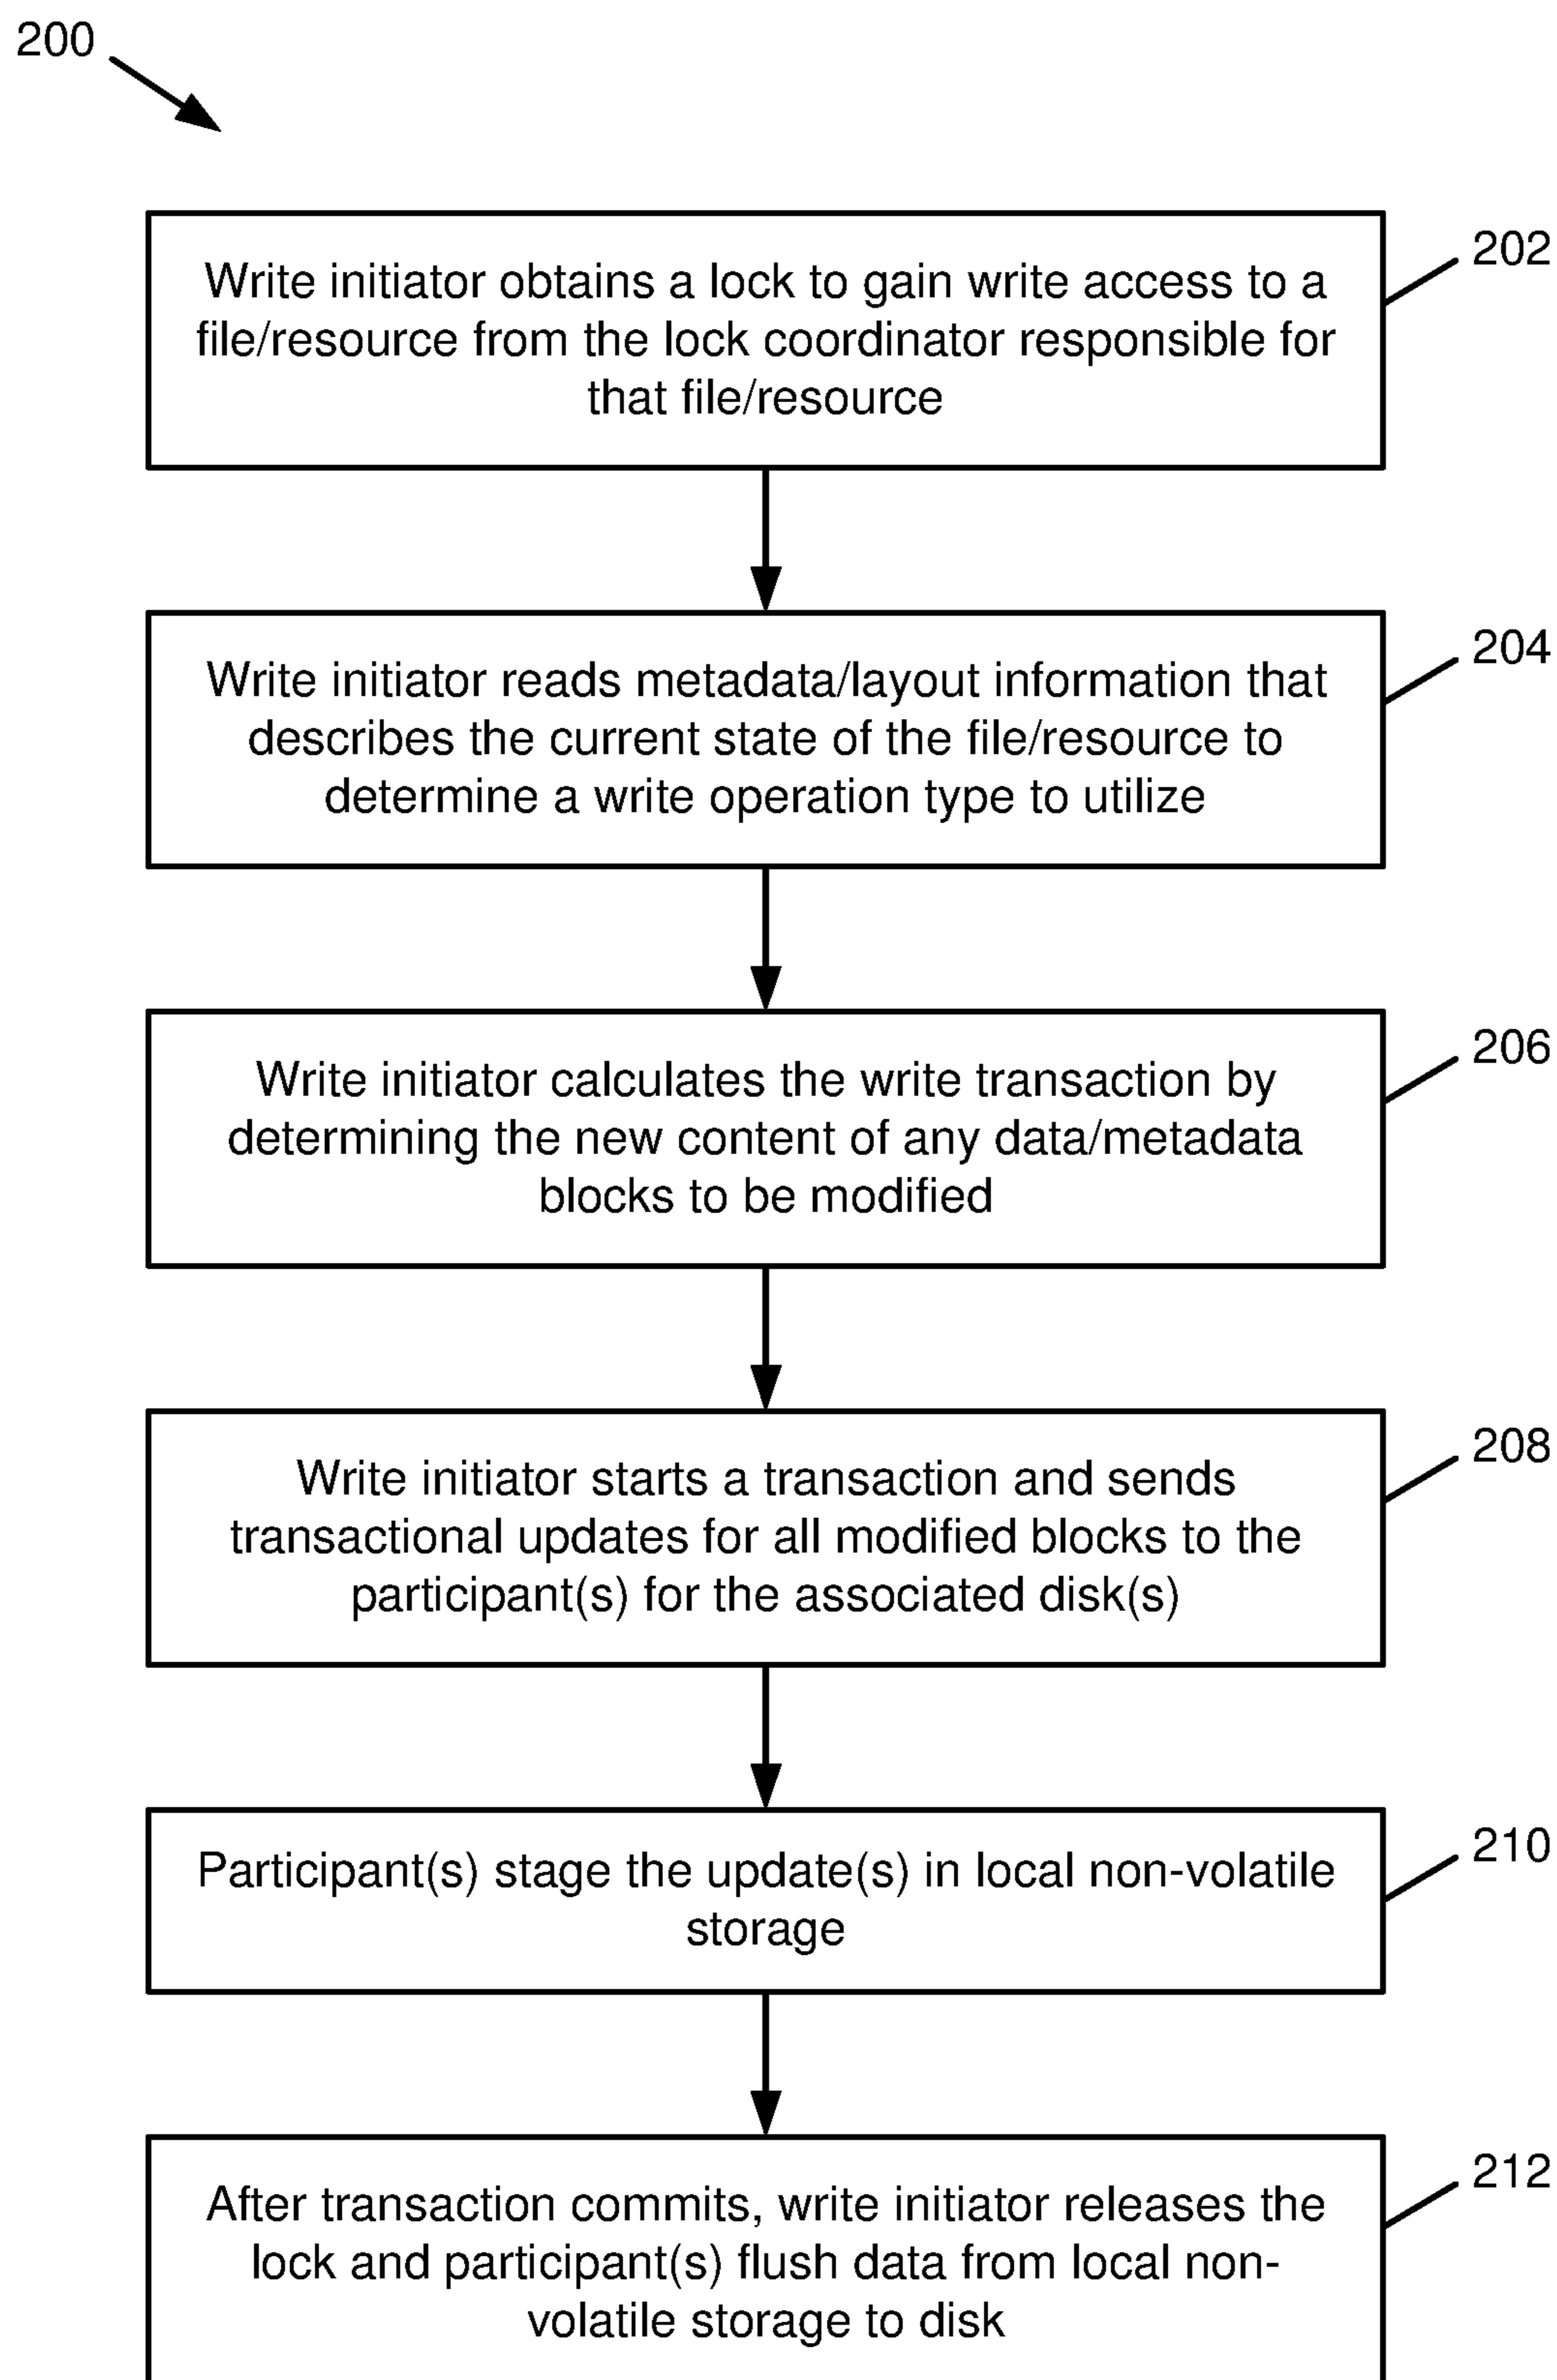 200
202
Write initiator obtains a lock to gain write access to a
file/resource from the lock coordinator responsible for
that file/resource
204
Write initiator reads metadata/layout information that
describes the current state of the file/resource to
determine a write operation type to utilize
206
Write initiator calculates the write transaction by
determining the new content of any data/metadata
blocks to be modified
208
Write initiator starts a transaction and sends
transactional updates for all modified blocks to the
participant(s) for the associated disk(s)
210
Participant(s) stage the update(s) in local non-volatile
storage
212
After transaction commits, write initiator releases the
lock and participant(s) flush data from local non-
volatile storage to disk